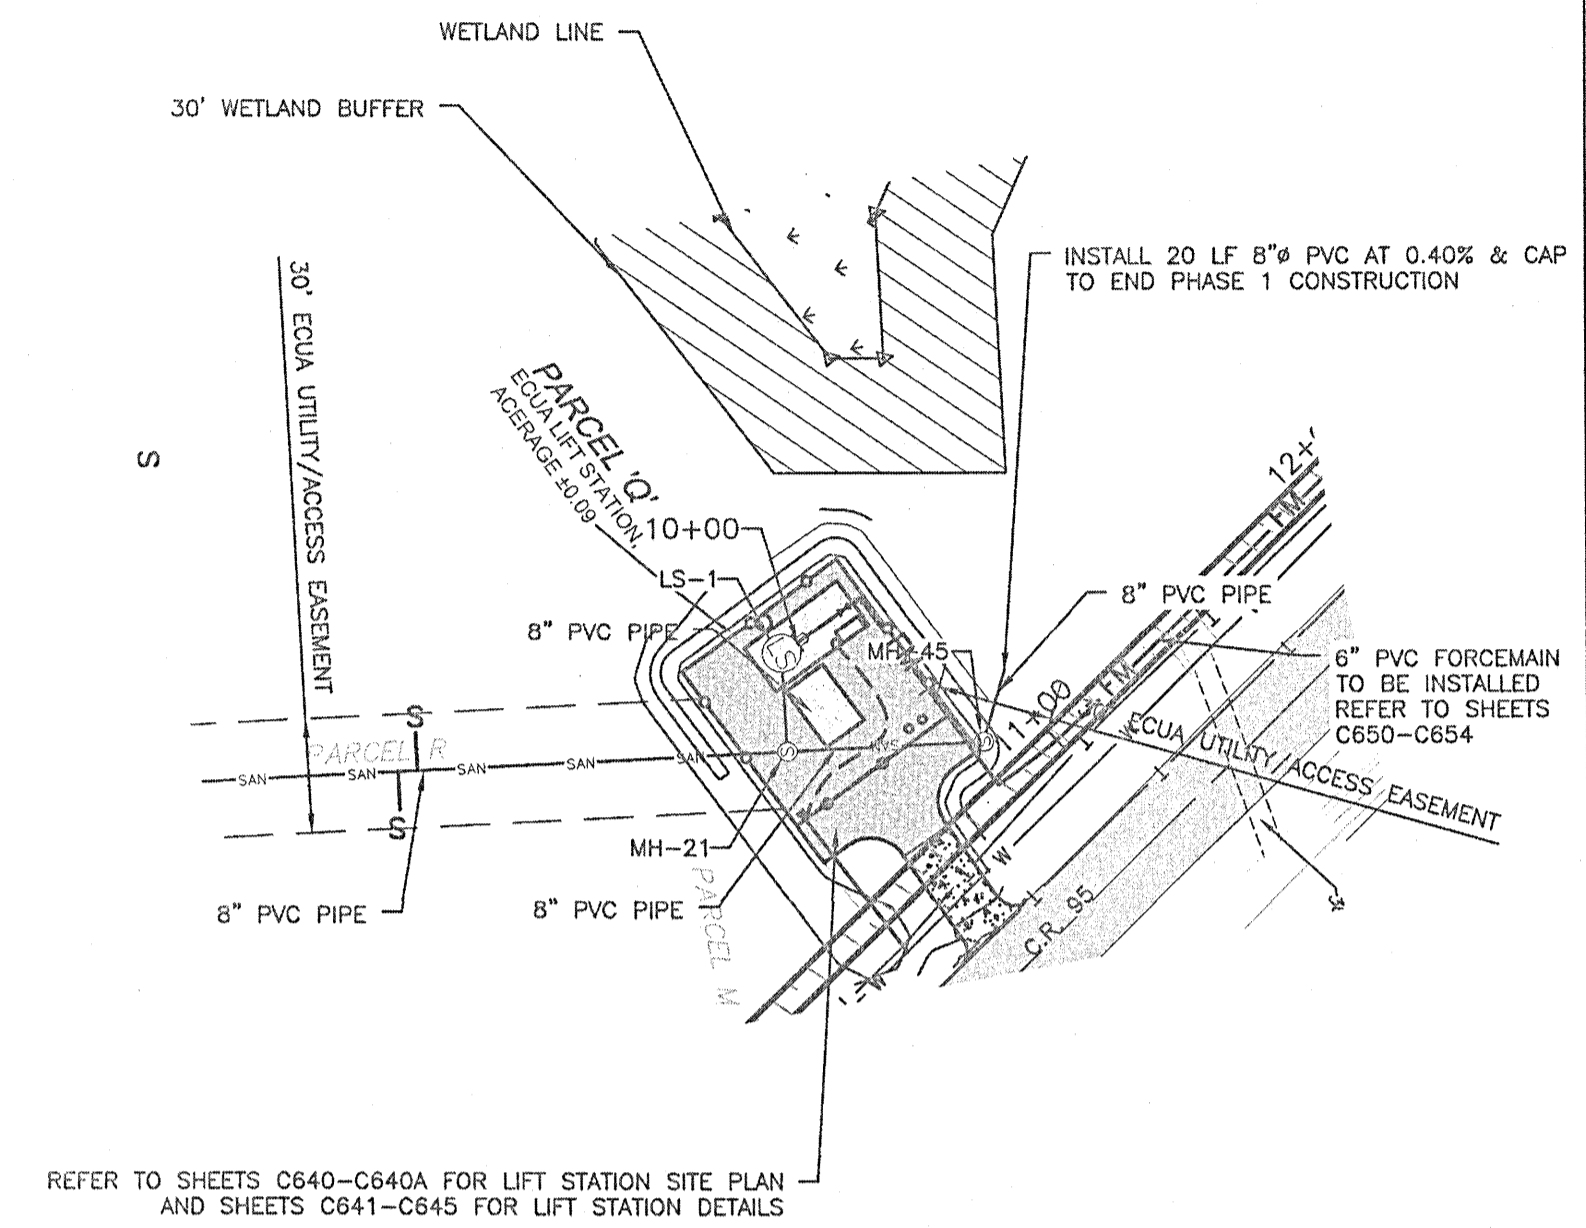 WETLAND LINE
30' WETLAND BUFFER
INSTALL 20 LF 8"ø PVC AT 0.40% & CAP
TO END PHASE 1 CONSTRUCTION
30' ECUA UTILITY/ACCESS EASEMENT
S
PARCEL 'Q'
ECUA LIFT STATION,
ACERAGE ±0.09
10+00
LS-1
8" PVC PIPE
LS
MH-45
8" PVC PIPE
12+
FM
FM
11+00
6" PVC FORCEMAIN
TO BE INSTALLED
REFER TO SHEETS
C650-C654
ECUA UTILITY/ACCESS EASEMENT
S
PARCEL R
SAN
SAN
SAN
SAN
SAN
S
SAN
S
S
MH-21
8" PVC PIPE
8" PVC PIPE
PARCEL M
W
W
W
C.R. 95
REFER TO SHEETS C640-C640A FOR LIFT STATION SITE PLAN
AND SHEETS C641-C645 FOR LIFT STATION DETAILS